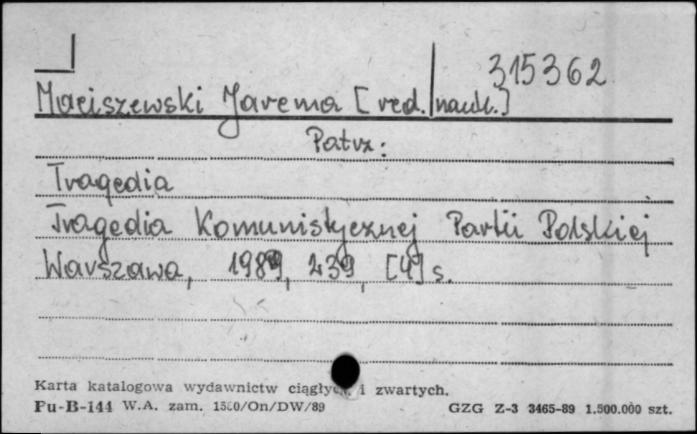 315362
Maciszewski Jarema [red. nauk.]
Patrz:
Tragedia
Tragedia Komunistycznej Partii Polskiej
Warszawa, 1989, 239, [4] s.
Karta katalogowa wydawnictw ciągłych i zwartych.
Pu-B-144 W.A. zam. 1580/On/DW/89 GZG Z-3 3465-89 1.500.000 szt.